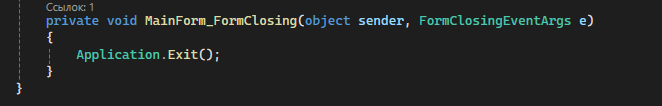 Ссылок: 1
private void MainForm_FormClosing(object sender, FormClosingEventArgs e)
{
Application.Exit();
}
}